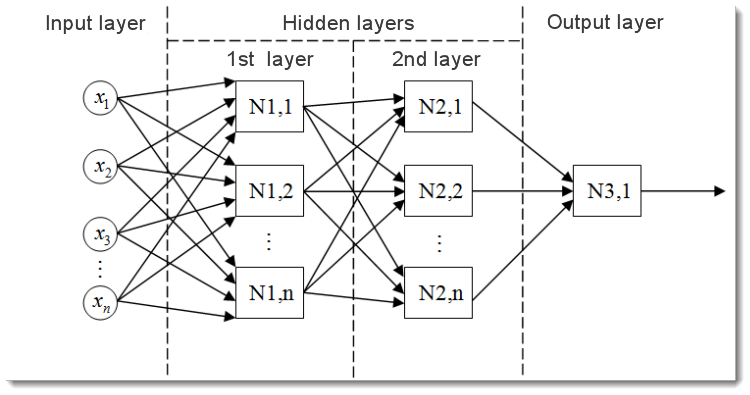 Input layer
Hidden layers
Output layer
1st layer
2nd layer
x1
N1,1
N2,1
x2
N1,2
N2,2
N3,1
x3
⋮
⋮
⋮
xn
N1,n
N2,n